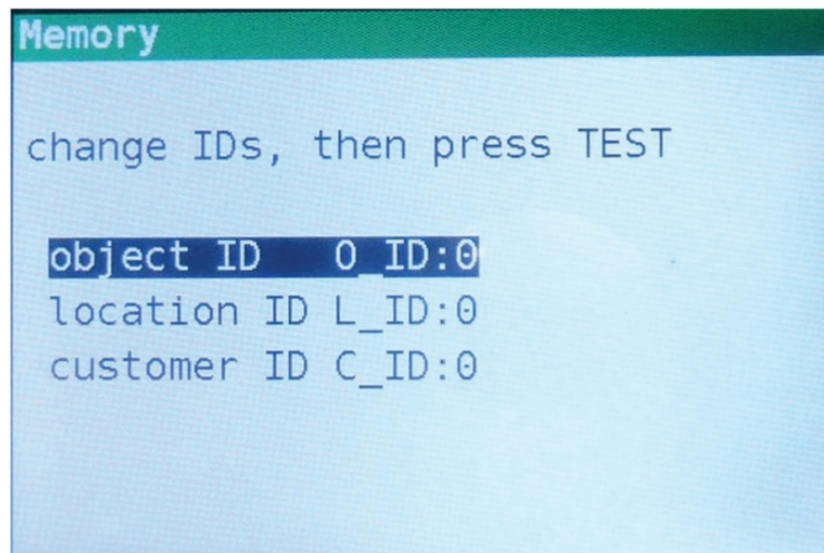 Memory
change IDs, then press TEST
object ID   O_ID:0
location ID L_ID:0
customer ID C_ID:0